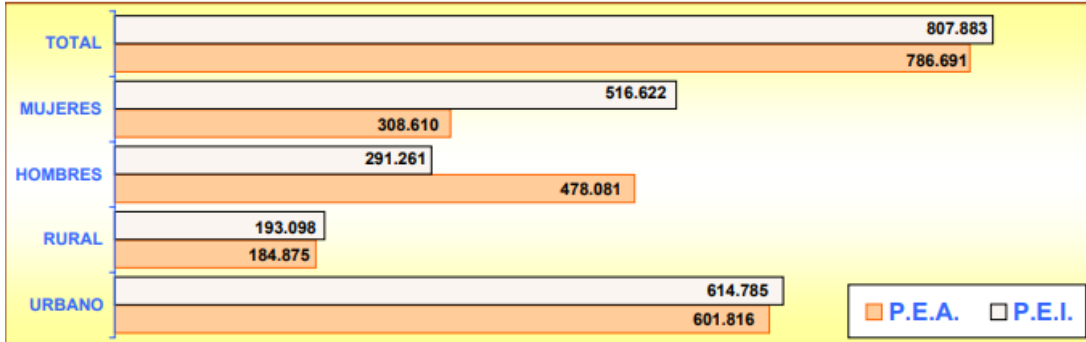 TOTAL
807.883
786.691
MUJERES
516.622
308.610
HOMBRES
291.261
478.081
RURAL
193.098
184.875
URBANO
614.785
601.816
P.E.A. P.E.I.